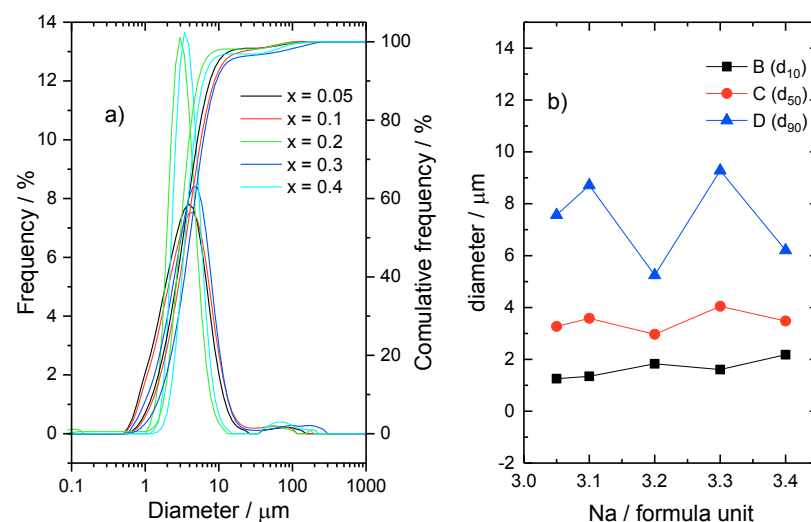 a)
x = 0.05
x = 0.1
x = 0.2
x = 0.3
x = 0.4
14
12
10
8
6
4
2
0
Frequency / %
100
80
60
40
20
0
Comulative frequency / %
0.1
1
10
100
1000
Diameter / μm
b)
B (d10)
C (d50)
D (d90)
14
12
10
8
6
4
2
0
-2
diameter / μm
3.0
3.1
3.2
3.3
3.4
Na / formula unit